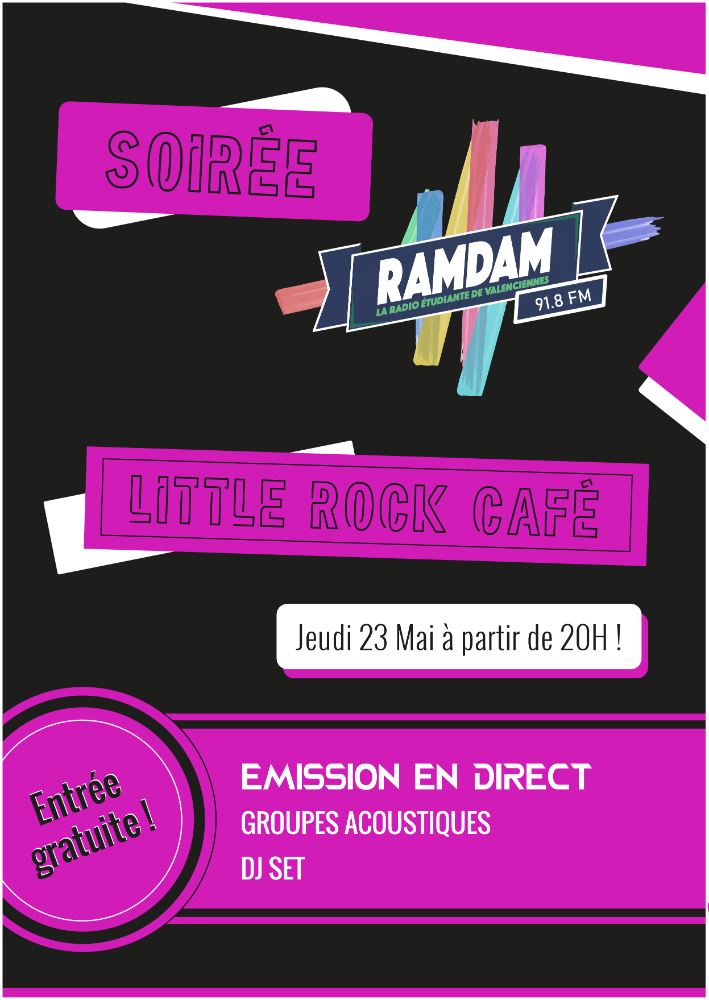 SOIRÉE
RAMDAM
LA RADIO ÉTUDIANTE DE VALENCIENNES
91.8 FM
LITTLE ROCK CAFÉ
Jeudi 23 Mai à partir de 20H !
Entrée
gratuite !
EMISSION EN DIRECT
GROUPES ACOUSTIQUES
DJ SET